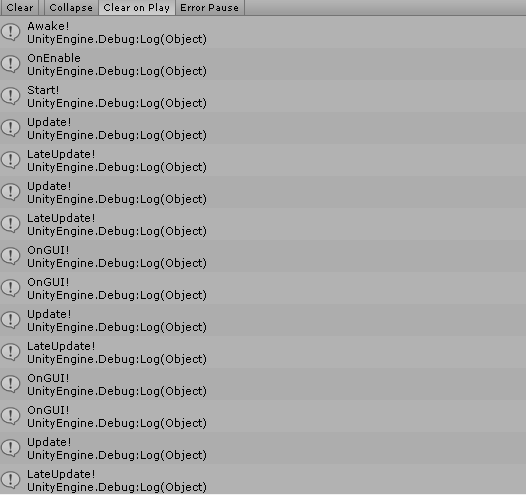 Clear Collapse Clear on Play Error Pause
Awake!
UnityEngine.Debug:Log(Object)
OnEnable
UnityEngine.Debug:Log(Object)
Start!
UnityEngine.Debug:Log(Object)
Update!
UnityEngine.Debug:Log(Object)
LateUpdate!
UnityEngine.Debug:Log(Object)
Update!
UnityEngine.Debug:Log(Object)
LateUpdate!
UnityEngine.Debug:Log(Object)
OnGUI!
UnityEngine.Debug:Log(Object)
OnGUI!
UnityEngine.Debug:Log(Object)
Update!
UnityEngine.Debug:Log(Object)
LateUpdate!
UnityEngine.Debug:Log(Object)
OnGUI!
UnityEngine.Debug:Log(Object)
OnGUI!
UnityEngine.Debug:Log(Object)
Update!
UnityEngine.Debug:Log(Object)
LateUpdate!
UnityEngine.Debug:Log(Object)